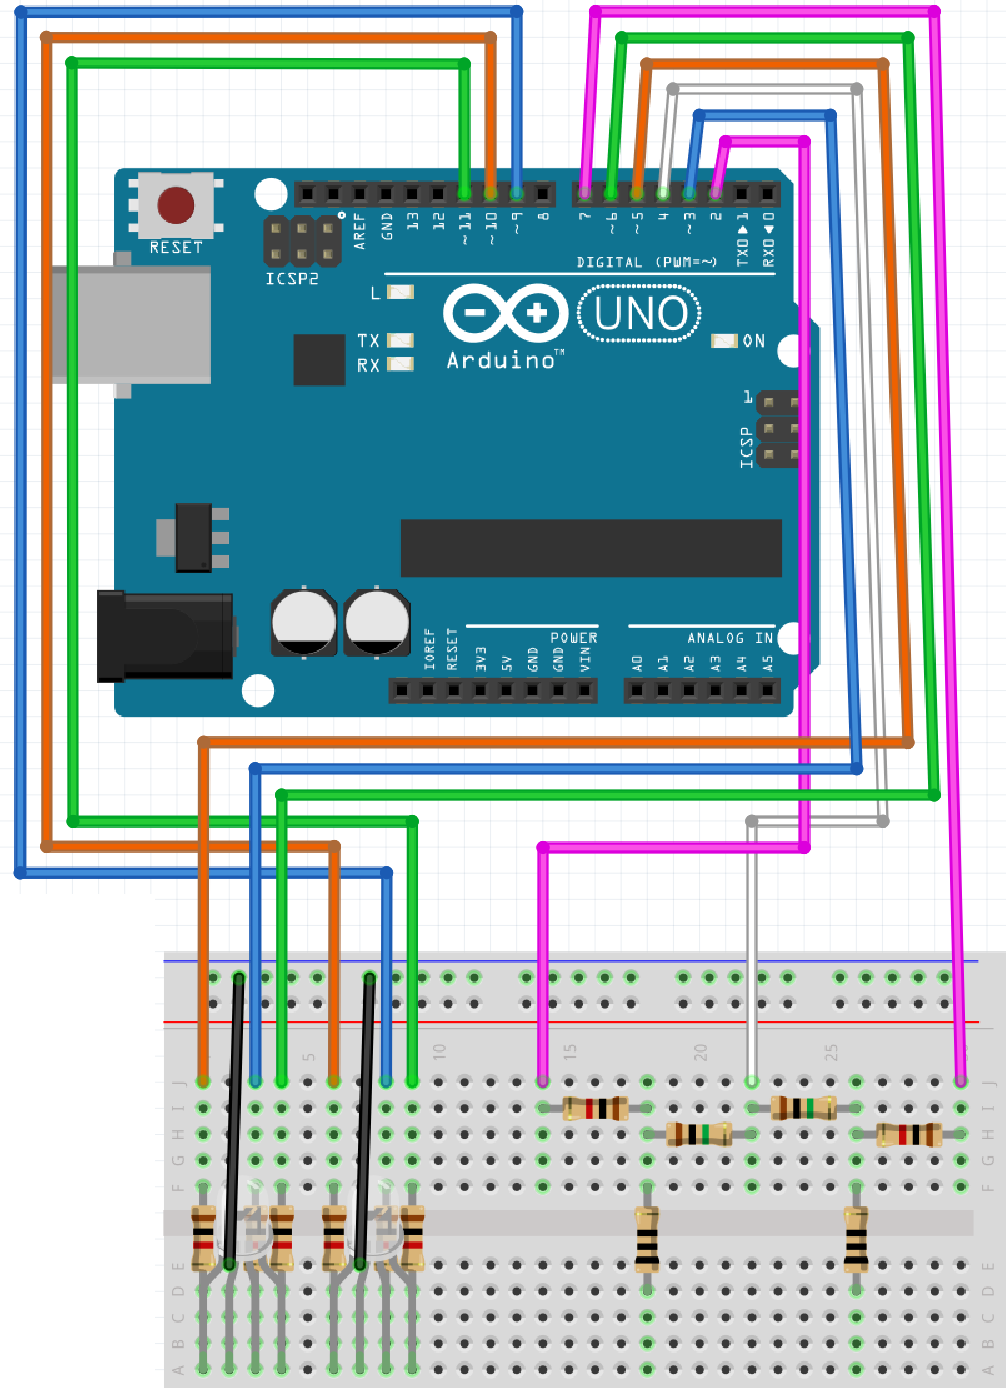 RESET
ICSP2
AREF
GND
13
12
~11
~10
~9
8
7
~6
~5
4
~3
2
TX0▶1
RX0◀0
DIGITAL (PWM=~)
L
TX
RX
Arduino™
UNO
ON
1
ICSP
POWER
ANALOG IN
IOREF
RESET
3V3
5V
GND
GND
VIN
A0
A1
A2
A3
A4
A5
5
10
15
20
25
J
J
I
I
H
H
G
G
F
F
E
E
D
D
C
C
B
B
A
A